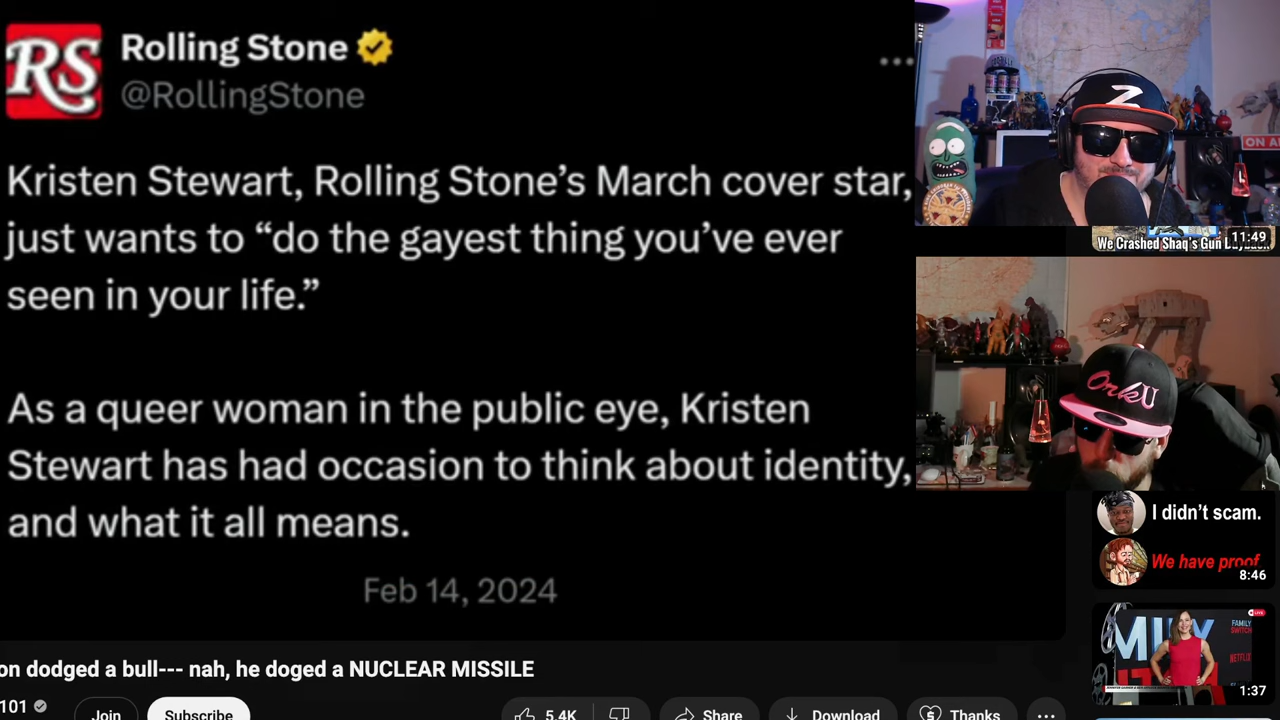 RS
Rolling Stone
@RollingStone
Kristen Stewart, Rolling Stone’s March cover star,
just wants to “do the gayest thing you’ve ever
seen in your life.”
As a queer woman in the public eye, Kristen
Stewart has had occasion to think about identity,
and what it all means.
Feb 14, 2024
on dodged a bull--- nah, he doged a NUCLEAR MISSILE
101
Join
Subscribe
5.4K
Share
Download
Thanks
Z
ON A
We Crashed Shaq's Gun
11:49
OrkU
I didn't scam.
We have proof
8:46
FAMILY
SWITCH
NETFLIX
1:37